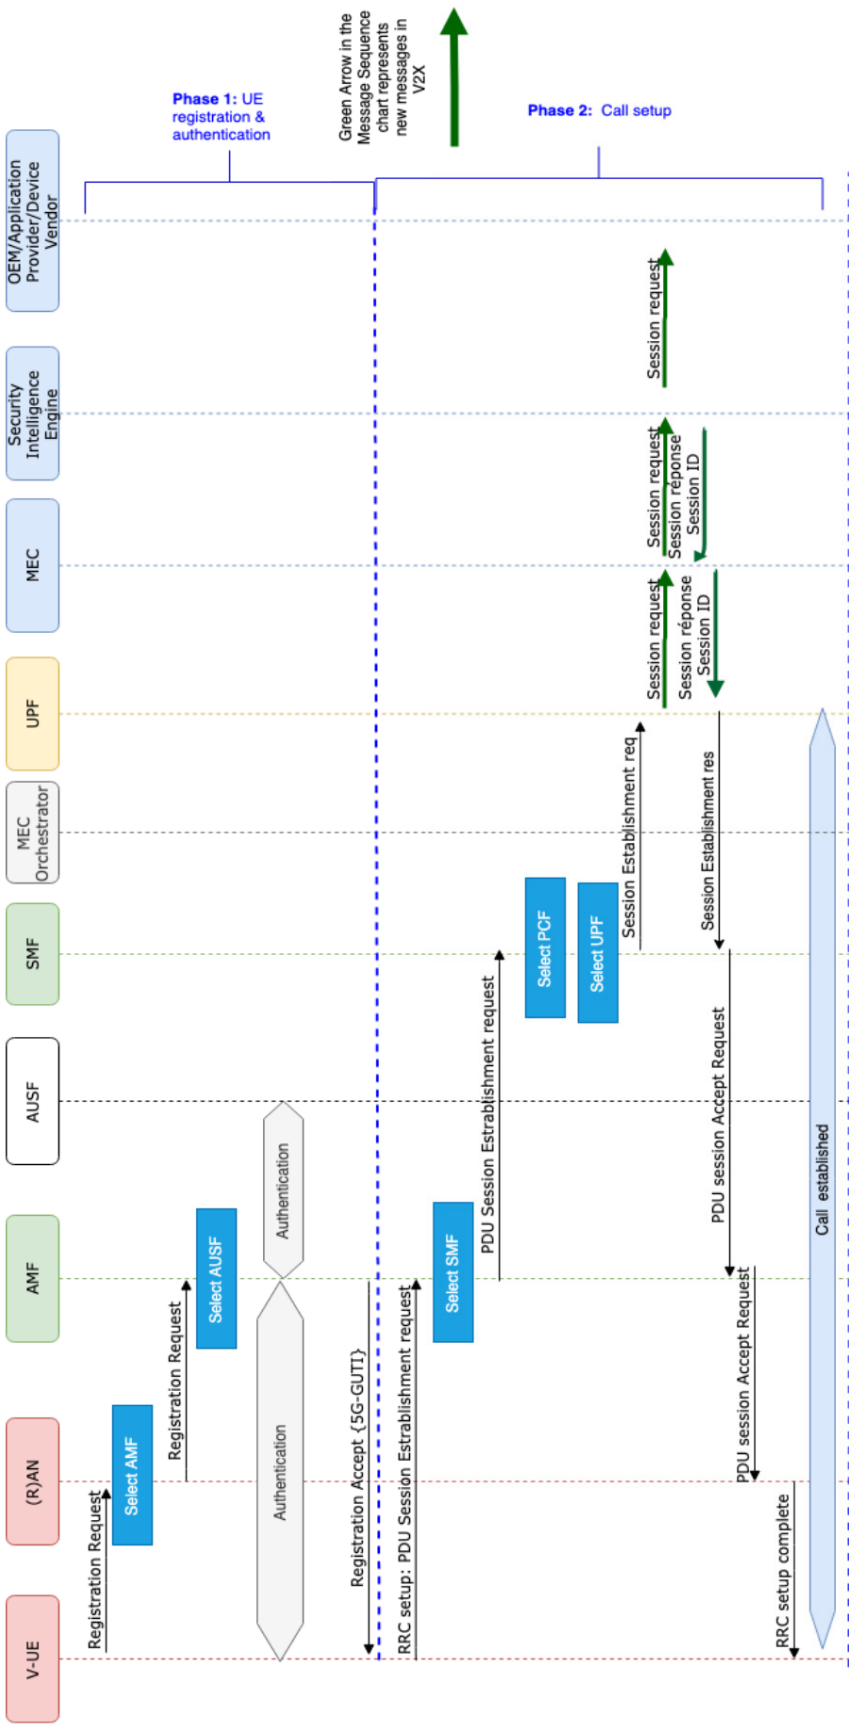 Phase 1: UE
registration &
authentication
Green Arrow in the
Message Sequence
chart represents
new messages in
V2X
Phase 2: Call setup
V-UE
(R)AN
AMF
AUSF
SMF
MEC
Orchestrator
UPF
MEC
Security
Intelligence
Engine
OEM/Application
Provider/Device
Vendor
Registration Request
Select AMF
Registration Request
Select AUSF
Authentication
Authentication
Registration Accept {5G-GUTI}
RRC setup: PDU Session Establishment request
Select SMF
PDU Session Estrablishment request
Select PCF
Select UPF
Session Establishment req
Session request
Session request
Session request
Session réponse
Session ID
Session réponse
Session ID
Session Establishment res
PDU session Accept Request
PDU session Accept Request
RRC setup complete
Call established